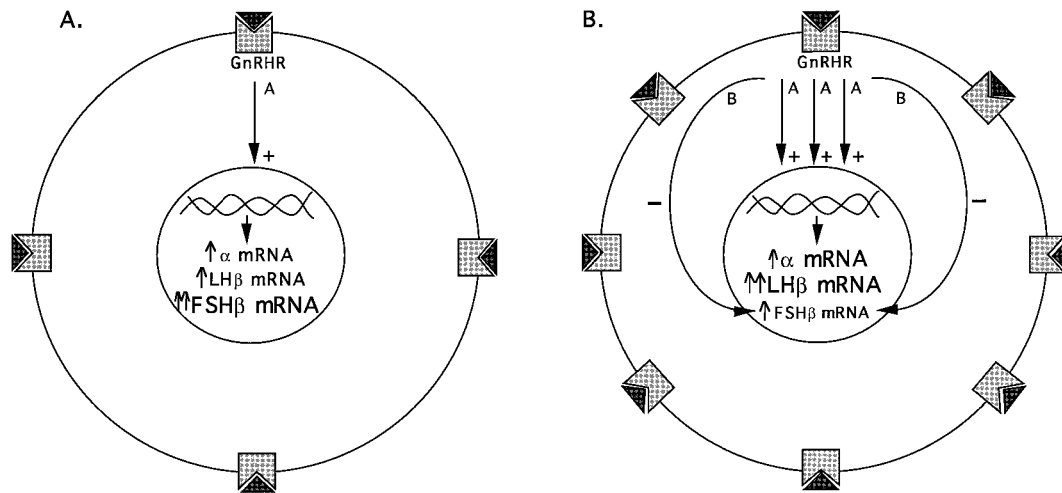 A.
GnRHR
A
+
↑α mRNA
↑LHβ mRNA
↑↑FSHβ mRNA
B.
GnRHR
B A A A B
+ + +
− −
↑α mRNA
↑↑LHβ mRNA
↑FSHβ mRNA